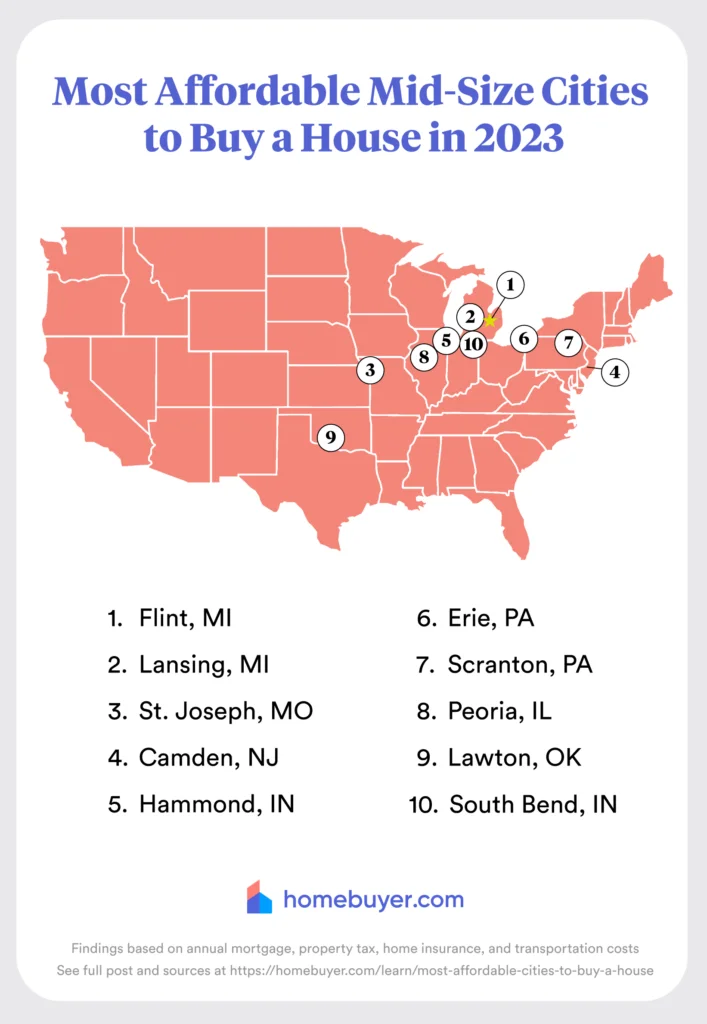 Most Affordable Mid-Size Cities
to Buy a House in 2023
1
2
5
10
6
7
8
3
4
9
1. Flint, MI
2. Lansing, MI
3. St. Joseph, MO
4. Camden, NJ
5. Hammond, IN
6. Erie, PA
7. Scranton, PA
8. Peoria, IL
9. Lawton, OK
10. South Bend, IN
homebuyer.com
Findings based on annual mortgage, property tax, home insurance, and transportation costs
See full post and sources at https://homebuyer.com/learn/most-affordable-cities-to-buy-a-house